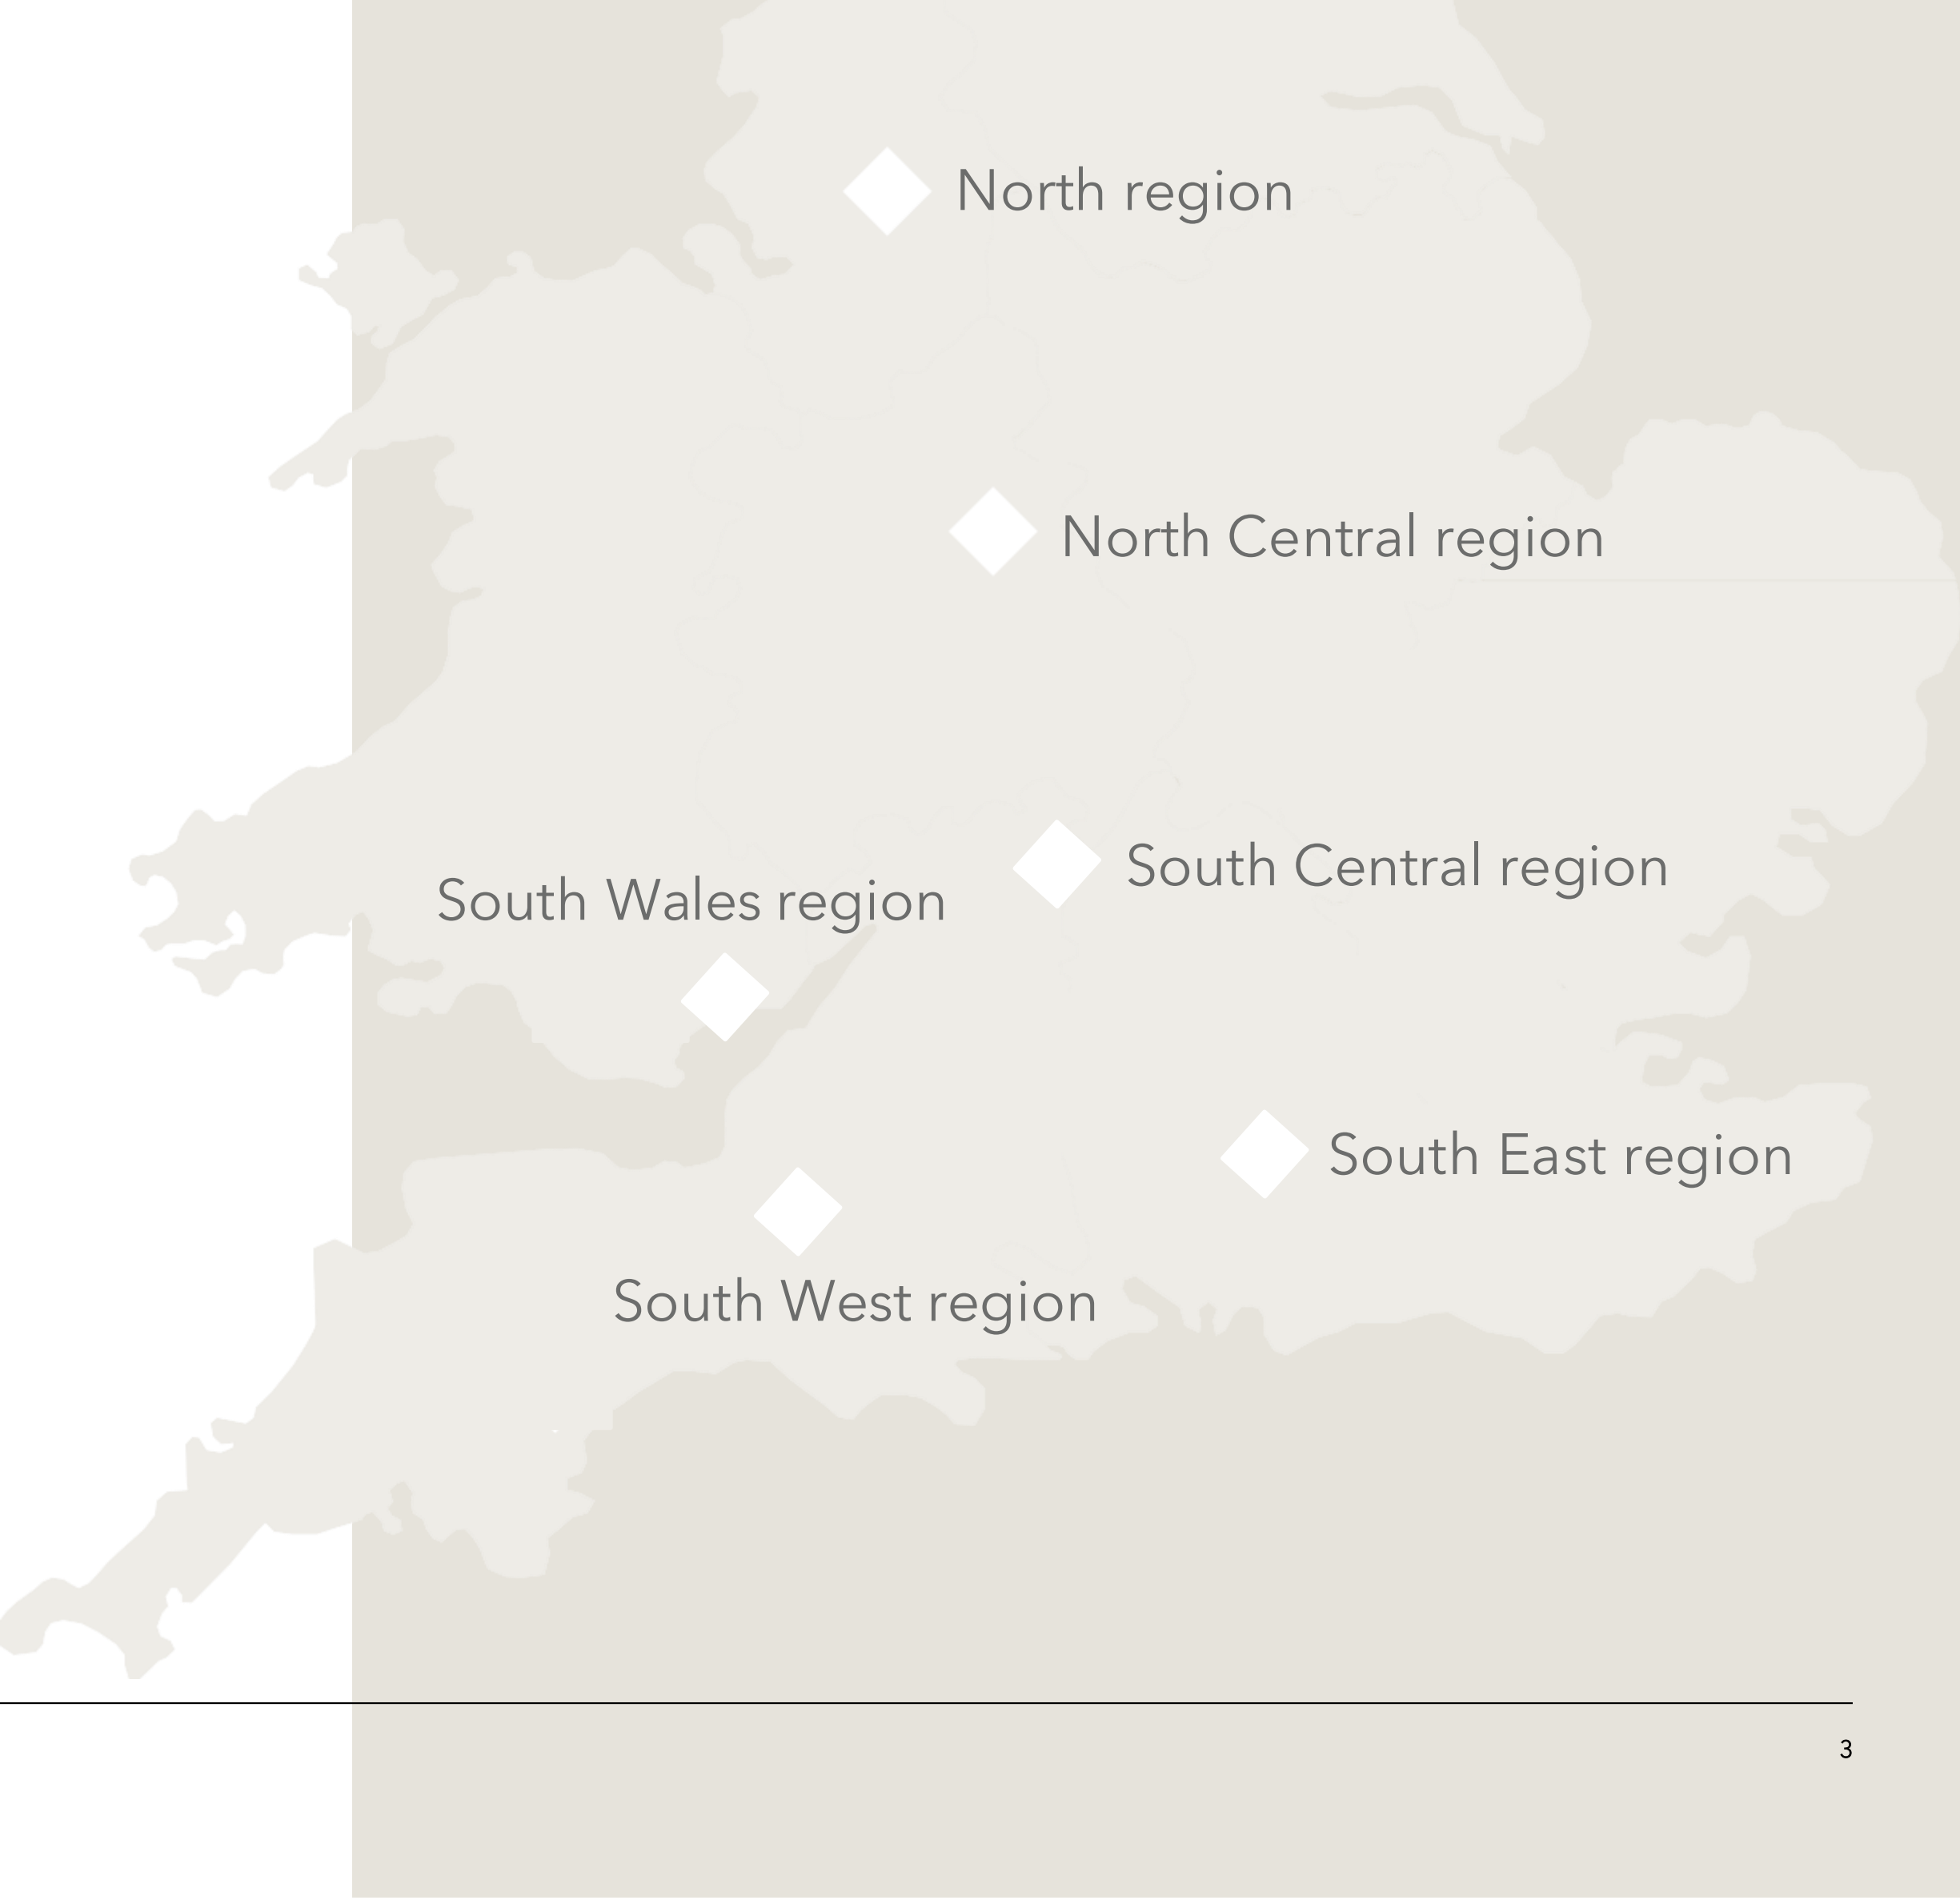 North region
North Central region
South Central region
South Wales region
South East region
South West region
3